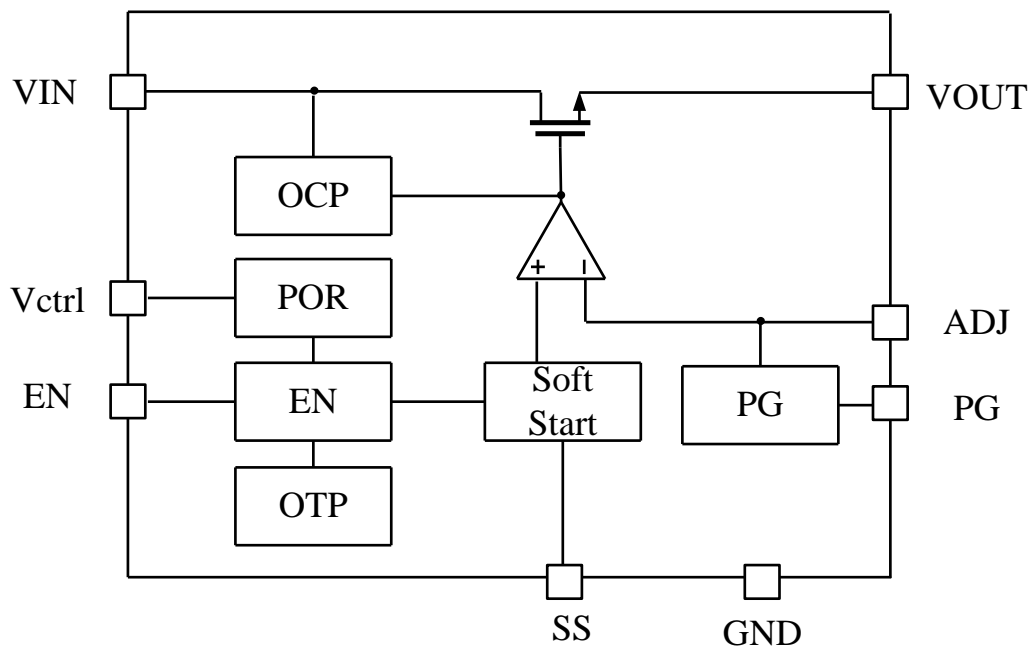 VIN
VOUT
OCP
+ −
Vctrl
POR
ADJ
EN
EN
Soft
Start
PG
PG
OTP
SS
GND